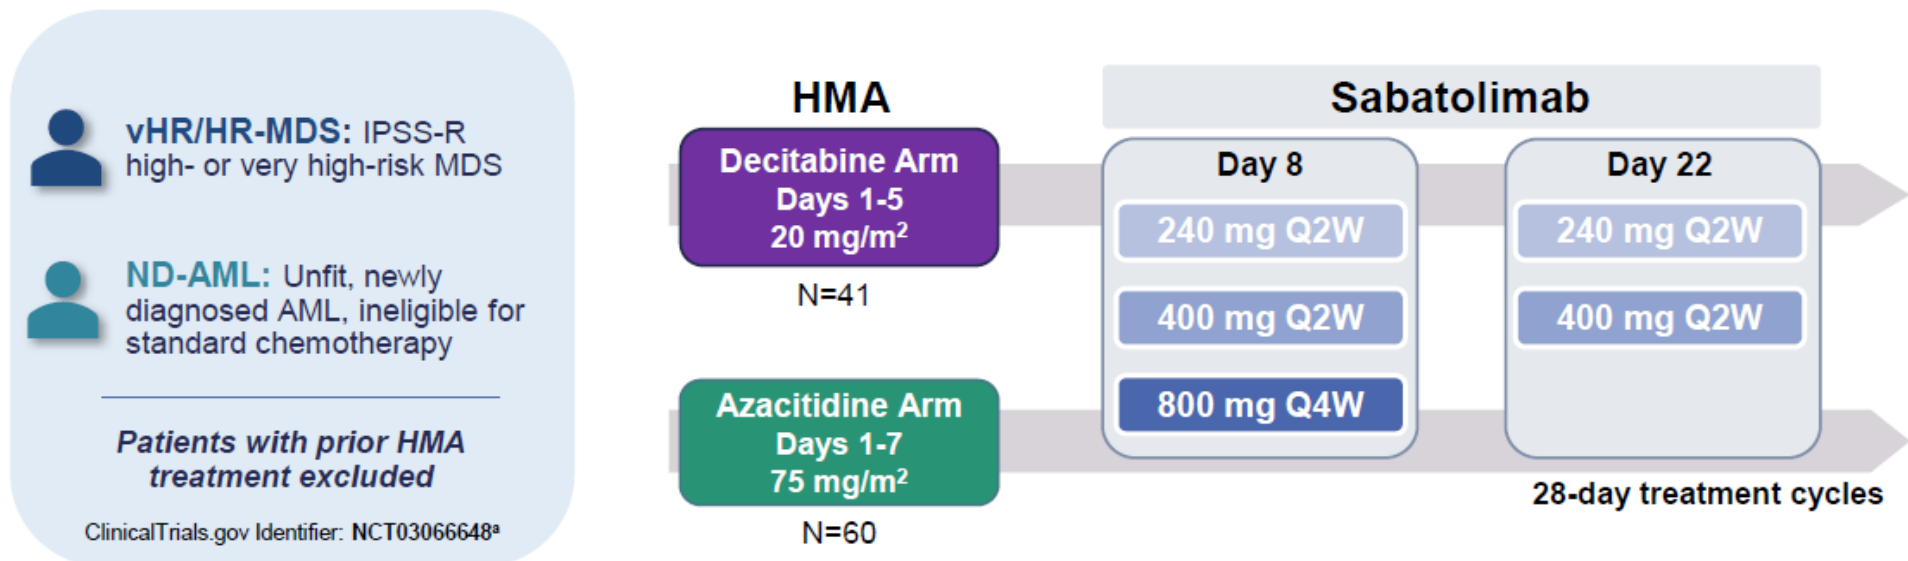 vHR/HR-MDS: IPSS-R
high- or very high-risk MDS
ND-AML: Unfit, newly
diagnosed AML, ineligible for
standard chemotherapy
Patients with prior HMA
treatment excluded
ClinicalTrials.gov Identifier: NCT03066648ᵃ
HMA
Decitabine Arm
Days 1-5
20 mg/m²
N=41
Azacitidine Arm
Days 1-7
75 mg/m²
N=60
Sabatolimab
Day 8
240 mg Q2W
400 mg Q2W
800 mg Q4W
Day 22
240 mg Q2W
400 mg Q2W
28-day treatment cycles